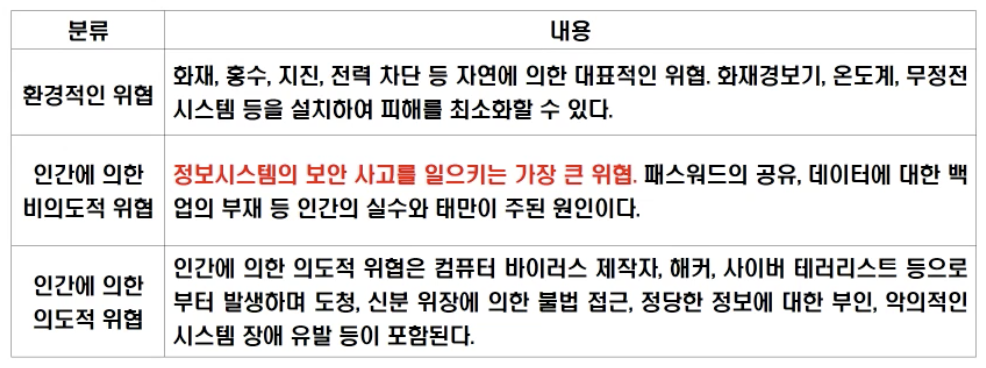 분류
내용
환경적인 위협
화재, 홍수, 지진, 전력 차단 등 자연에 의한 대표적인 위협. 화재경보기, 온도계, 무정전
시스템 등을 설치하여 피해를 최소화할 수 있다.
인간에 의한
비의도적 위협
정보시스템의 보안 사고를 일으키는 가장 큰 위협. 패스워드의 공유, 데이터에 대한 백
업의 부재 등 인간의 실수와 태만이 주된 원인이다.
인간에 의한
의도적 위협
인간에 의한 의도적 위협은 컴퓨터 바이러스 제작자, 해커, 사이버 테러리스트 등으로
부터 발생하며 도청, 신분 위장에 의한 불법 접근, 정당한 정보에 대한 부인, 악의적인
시스템 장애 유발 등이 포함된다.